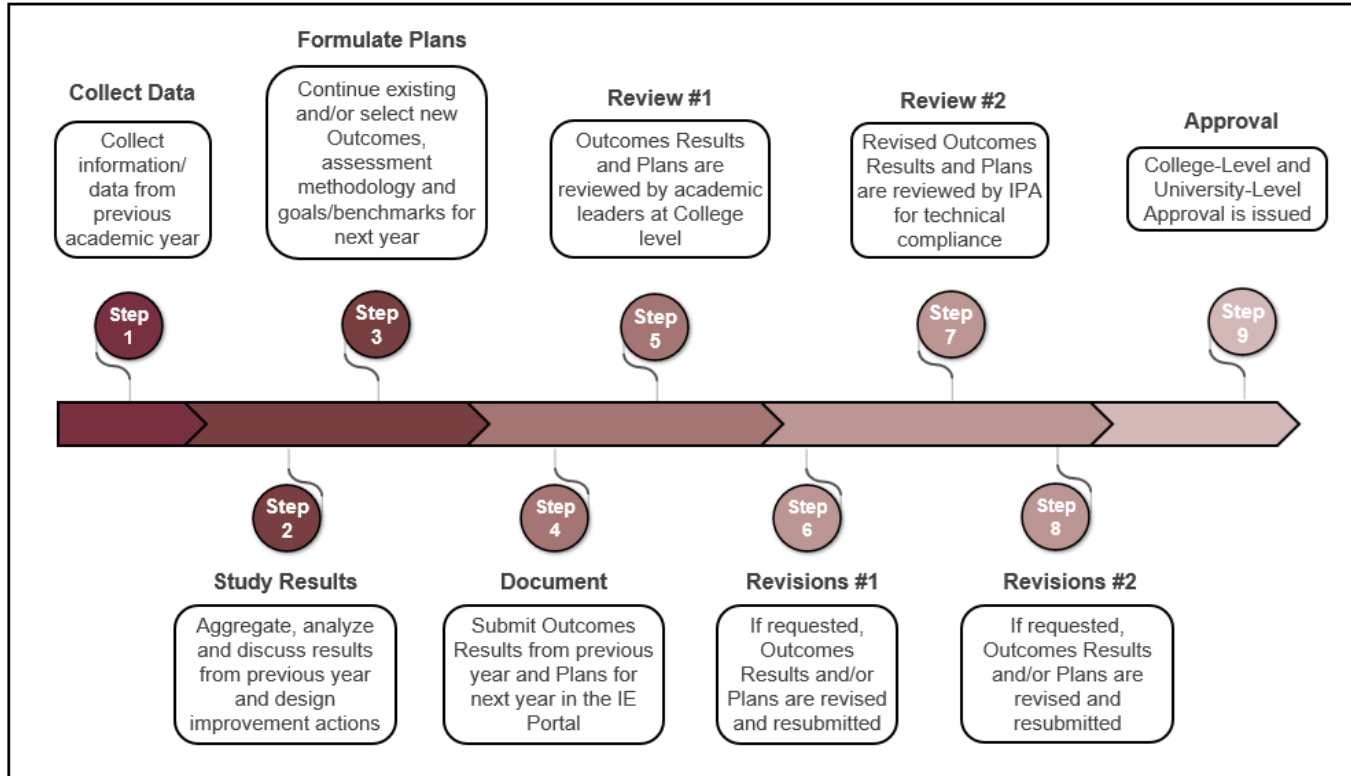 Collect Data
Collect
information/
data from
previous
academic year
Step
1
Formulate Plans
Continue existing
and/or select new
Outcomes,
assessment
methodology and
goals/benchmarks for
next year
Step
3
Review #1
Outcomes Results
and Plans are
reviewed by academic
leaders at College
level
Step
5
Review #2
Revised Outcomes
Results and Plans
are reviewed by IPA
for technical
compliance
Step
7
Approval
College-Level and
University-Level
Approval is issued
Step
9
Step
2
Study Results
Aggregate, analyze
and discuss results
from previous year
and design
improvement actions
Step
4
Document
Submit Outcomes
Results from previous
year and Plans for
next year in the IE
Portal
Step
6
Revisions #1
If requested,
Outcomes
Results and/or
Plans are revised
and resubmitted
Step
8
Revisions #2
If requested,
Outcomes Results
and/or Plans are
revised and
resubmitted